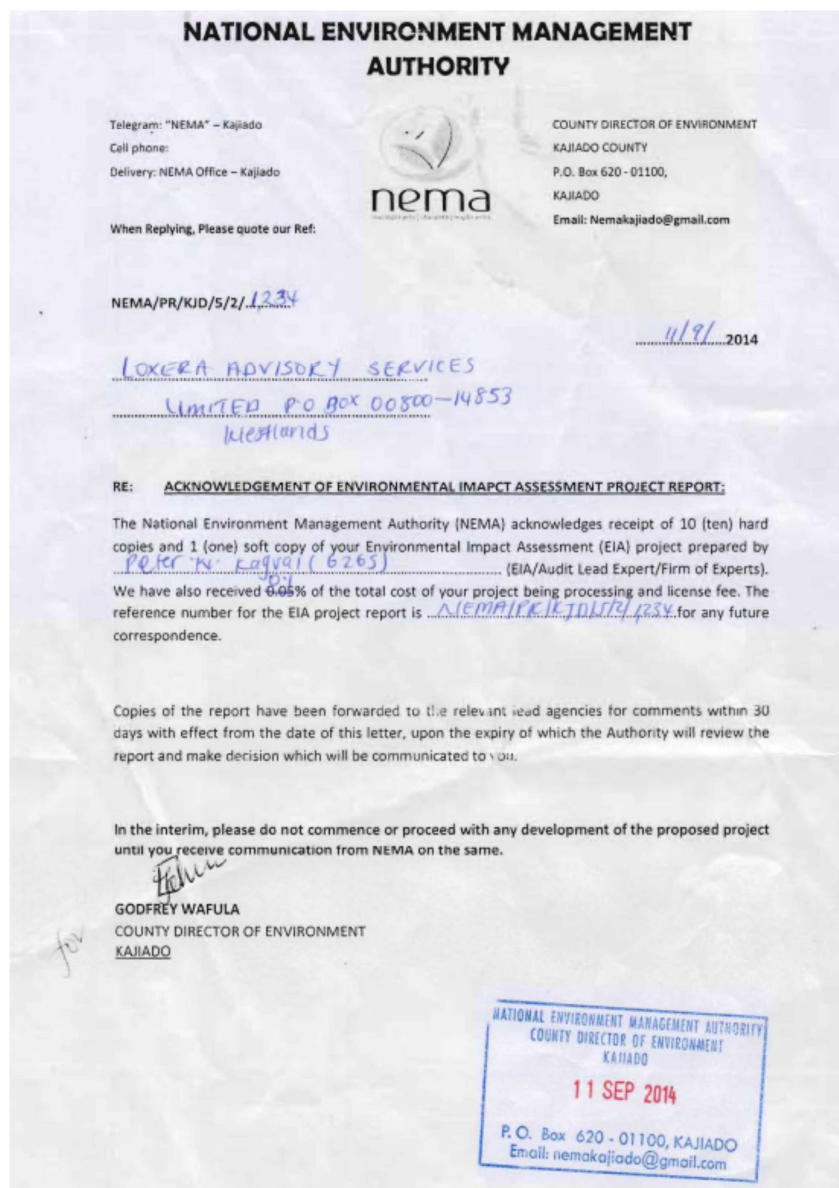 NATIONAL ENVIRONMENT MANAGEMENT
AUTHORITY
Telegram: "NEMA" – Kajiado
Cell phone:
Delivery: NEMA Office – Kajiado
When Replying, Please quote our Ref:
nema
COUNTY DIRECTOR OF ENVIRONMENT
KAJIADO COUNTY
P.O. Box 620 - 01100,
KAJIADO
Email: Nemakajiado@gmail.com
NEMA/PR/KJD/5/2/.1,234
11/9/ 2014
LOXERA ADVISORY SERVICES
LIMITED P O BOX 00800-14853
Westlands
RE: ACKNOWLEDGEMENT OF ENVIRONMENTAL IMAPCT ASSESSMENT PROJECT REPORT:
The National Environment Management Authority (NEMA) acknowledges receipt of 10 (ten) hard
copies and 1 (one) soft copy of your Environmental Impact Assessment (EIA) project prepared by
Peter N. (6265) (EIA/Audit Lead Expert/Firm of Experts).
0.1
We have also received 0.05% of the total cost of your project being processing and license fee. The
reference number for the EIA project report is NEMA/PR/KJD/5/2/1,234 for any future
correspondence.
Copies of the report have been forwarded to the relevant lead agencies for comments within 30
days with effect from the date of this letter, upon the expiry of which the Authority will review the
report and make decision which will be communicated to you.
In the interim, please do not commence or proceed with any development of the proposed project
until you receive communication from NEMA on the same.
for
GODFREY WAFULA
COUNTY DIRECTOR OF ENVIRONMENT
KAJIADO
NATIONAL ENVIRONMENT MANAGEMENT AUTHORITY
COUNTY DIRECTOR OF ENVIRONMENT
KAJIADO
11 SEP 2014
P. O. Box 620 - 01100, KAJIADO
Email: nemakajiado@gmail.com